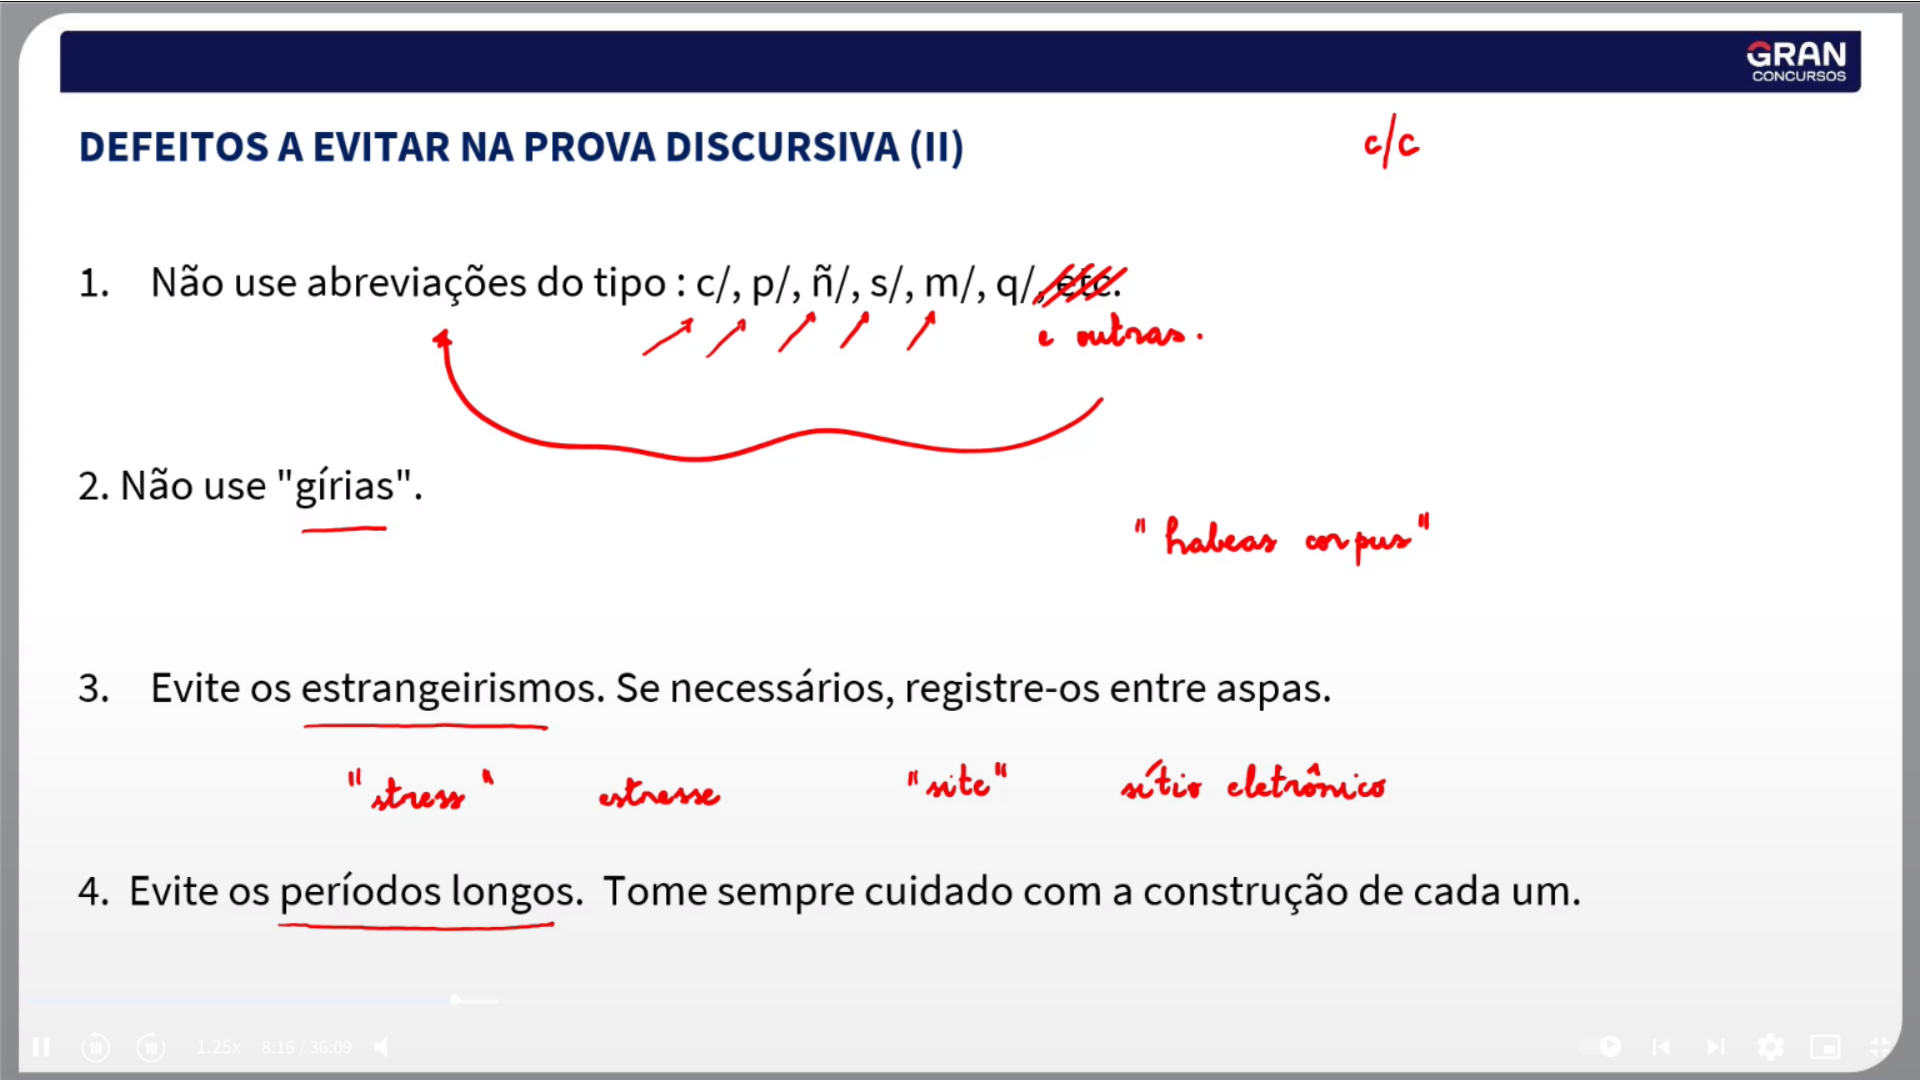 GRAN
CONCURSOS
DEFEITOS A EVITAR NA PROVA DISCURSIVA (II)
c/c
1. Não use abreviações do tipo : c/, p/, ñ/, s/, m/, q/, etc.
e outras.
2. Não use "gírias".
"habeas corpus"
3. Evite os estrangeirismos. Se necessários, registre-os entre aspas.
"stress" estresse "site" sítio eletrônico
4. Evite os períodos longos. Tome sempre cuidado com a construção de cada um.
10 10 1.25x 8:16 / 36:09